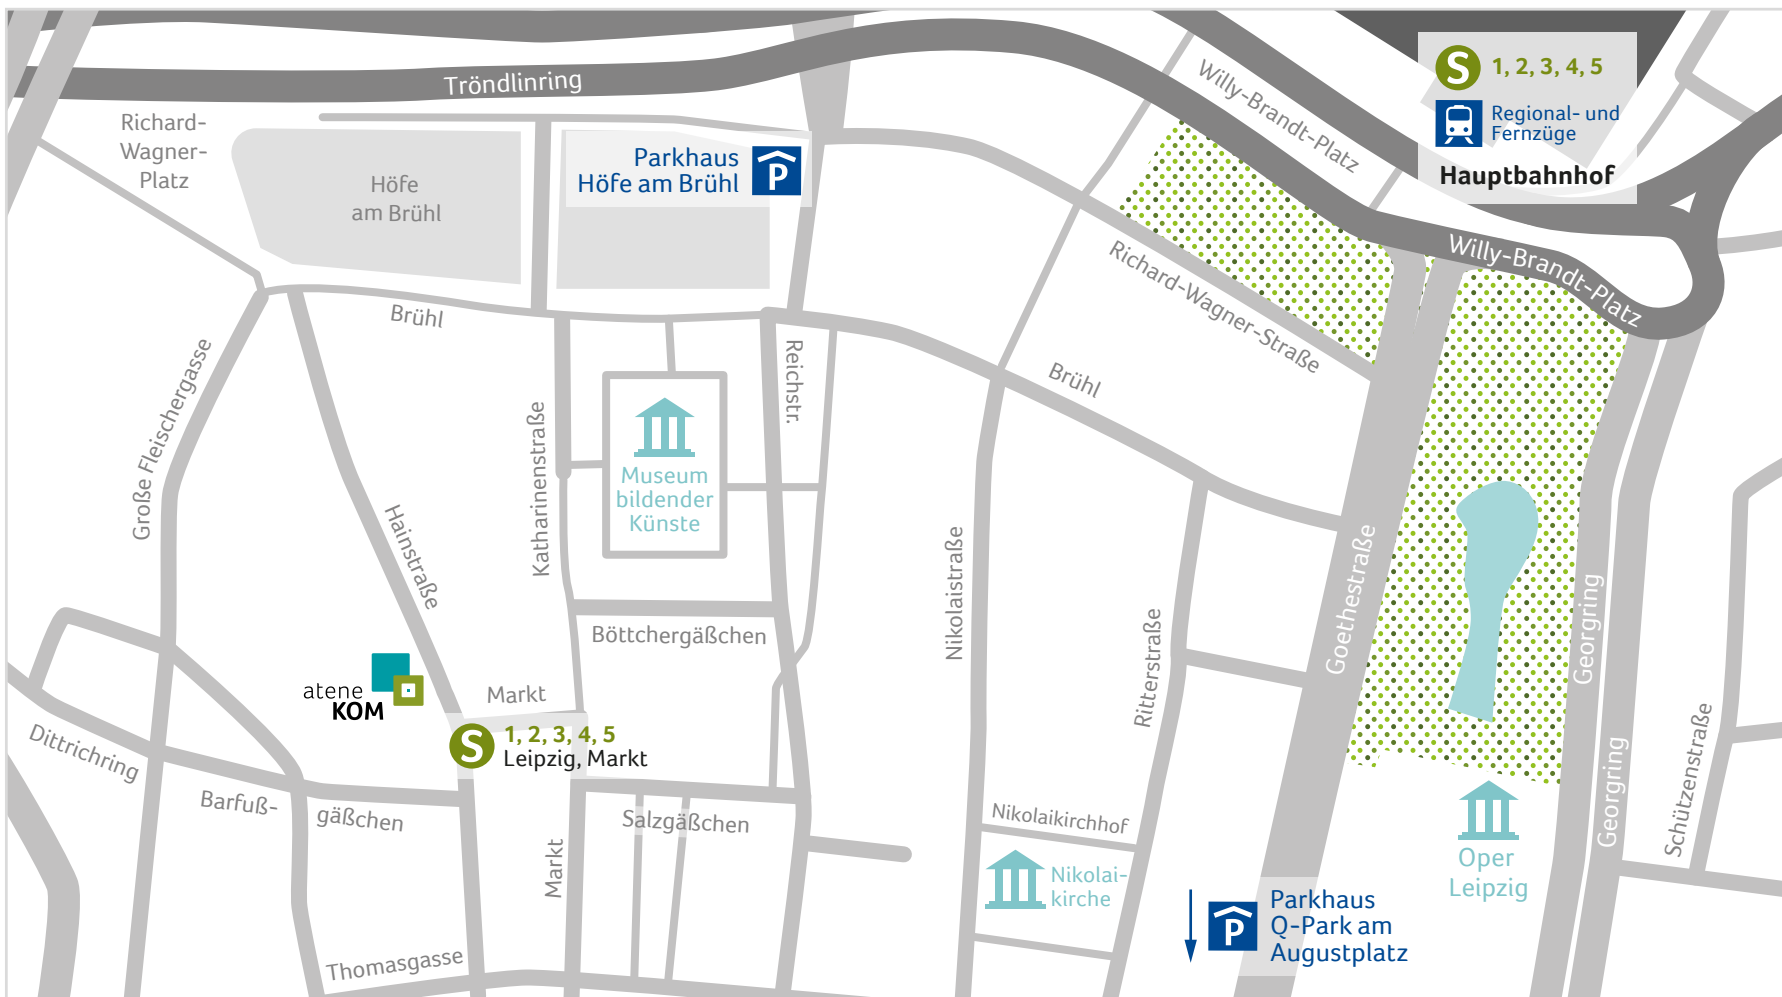 Tröndlinring
Willy-Brandt-Platz
S 1, 2, 3, 4, 5
Regional- und
Fernzüge
Hauptbahnhof
Richard-
Wagner-
Platz
Höfe
am Brühl
Parkhaus
Höfe am Brühl
P
Willy-Brandt-Platz
Richard-Wagner-Straße
Brühl
Brühl
Große Fleischergasse
Hainstraße
Katharinenstraße
Reichstr.
Museum
bildender
Künste
Nikolaistraße
Ritterstraße
Goethestraße
Georgring
Georgring
Schützenstraße
Böttchergäßchen
atene
KOM
Markt
S 1, 2, 3, 4, 5
Leipzig, Markt
Dittrichring
Barfuß-
gäßchen
Salzgäßchen
Markt
Thomasgasse
Nikolaikirchhof
Nikolai-
kirche
Oper
Leipzig
P
Parkhaus
Q-Park am
Augustplatz